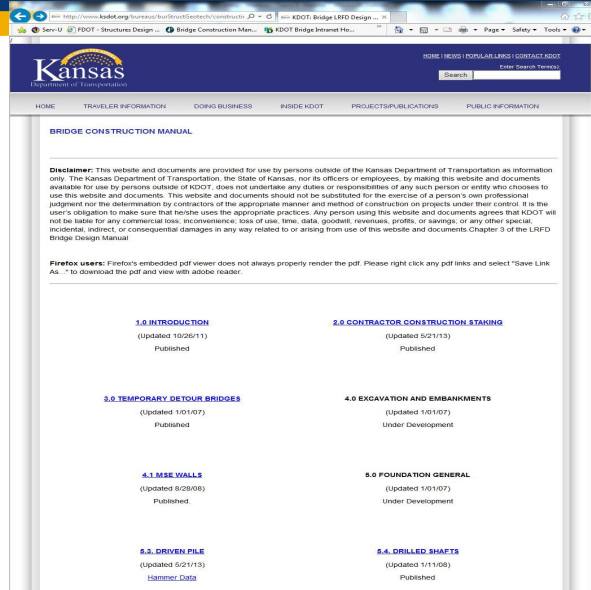 http://www.ksdot.org/bureaus/burStructGeotech/constructi
KDOT: Bridge LRFD Design ...
Serv-U FDOT - Structures Design ... Bridge Construction Man... KDOT Bridge Intranet Ho... Page Safety Tools
Kansas
Department of Transportation
HOME | NEWS | POPULAR LINKS | CONTACT KDOT
Enter Search Term(s):
Search
HOME TRAVELER INFORMATION DOING BUSINESS INSIDE KDOT PROJECTS/PUBLICATIONS PUBLIC INFORMATION
BRIDGE CONSTRUCTION MANUAL
Disclaimer: This website and documents are provided for use by persons outside of the Kansas Department of Transportation as information
only. The Kansas Department of Transportation, the State of Kansas, nor its officers or employees, by making this website and documents
available for use by persons outside of KDOT, does not undertake any duties or responsibilities of any such person or entity who chooses to
use this website and documents. This website and documents should not be substituted for the exercise of a person's own professional
judgment nor the determination by contractors of the appropriate manner and method of construction on projects under their control. It is the
user's obligation to make sure that he/she uses the appropriate practices. Any person using this website and documents agrees that KDOT will
not be liable for any commercial loss; inconvenience; loss of use, time, data, goodwill, revenues, profits, or savings; or any other special,
incidental, indirect, or consequential damages in any way related to or arising from use of this website and documents.Chapter 3 of the LRFD
Bridge Design Manual
Firefox users: Firefox's embedded pdf viewer does not always properly render the pdf. Please right click any pdf links and select "Save Link
As..." to download the pdf and view with adobe reader.
1.0 INTRODUCTION
(Updated 10/26/11)
Published
2.0 CONTRACTOR CONSTRUCTION STAKING
(Updated 5/21/13)
Published
3.0 TEMPORARY DETOUR BRIDGES
(Updated 1/01/07)
Published
4.0 EXCAVATION AND EMBANKMENTS
(Updated 1/01/07)
Under Development
4.1 MSE WALLS
(Updated 8/28/08)
Published.
5.0 FOUNDATION GENERAL
(Updated 1/01/07)
Under Development
5.3. DRIVEN PILE
(Updated 5/21/13)
Hammer Data
5.4. DRILLED SHAFTS
(Updated 1/11/08)
Published